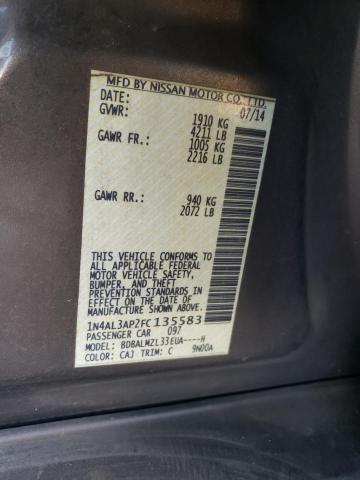 MFD BY NISSAN MOTOR CO., LTD.
DATE: 07/14
GVWR: 1910 KG
4211 LB
GAWR FR.: 1005 KG
2216 LB
GAWR RR.: 940 KG
2072 LB
THIS VEHICLE CONFORMS TO
ALL APPLICABLE FEDERAL
MOTOR VEHICLE SAFETY,
BUMPER, AND THEFT
PREVENTION STANDARDS IN
EFFECT ON THE DATE OF
MANUFACTURE SHOWN ABOVE.
1N4AL3AP2FC135583
PASSENGER CAR 097
MODEL: BDBALMZL33EUA----H
COLOR: CAJ TRIM: C 9N00A